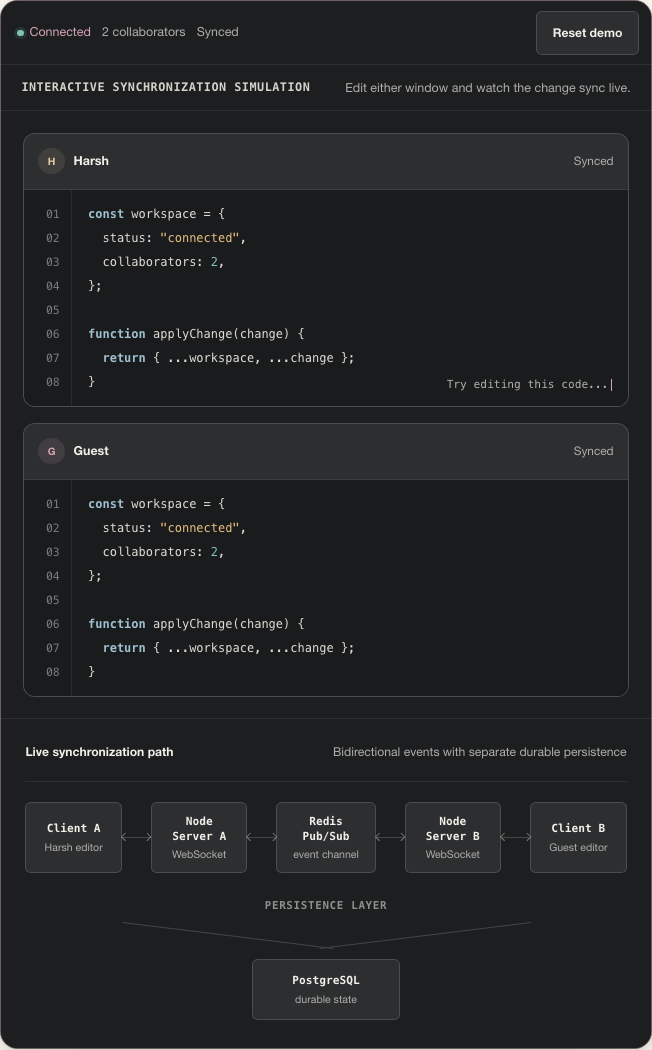 Connected 2 collaborators Synced Reset demo
INTERACTIVE SYNCHRONIZATION SIMULATION Edit either window and watch the change sync live.
H Harsh Synced
01 const workspace = {
02   status: "connected",
03   collaborators: 2,
04 };
05
06 function applyChange(change) {
07   return { ...workspace, ...change };
08 }
Try editing this code...|
G Guest Synced
01 const workspace = {
02   status: "connected",
03   collaborators: 2,
04 };
05
06 function applyChange(change) {
07   return { ...workspace, ...change };
08 }
Live synchronization path Bidirectional events with separate durable persistence
Client A
Harsh editor
Node
Server A
WebSocket
Redis
Pub/Sub
event channel
Node
Server B
WebSocket
Client B
Guest editor
PERSISTENCE LAYER
PostgreSQL
durable state